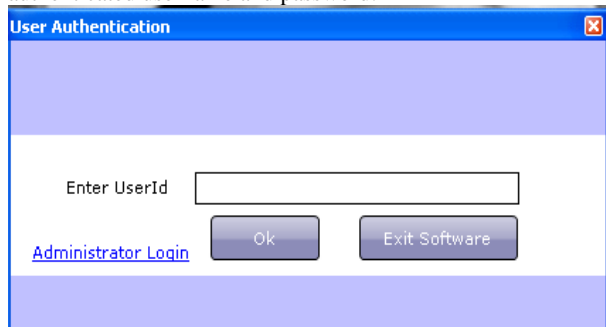 User Authentication
Enter UserId
Ok
Exit Software
Administrator Login